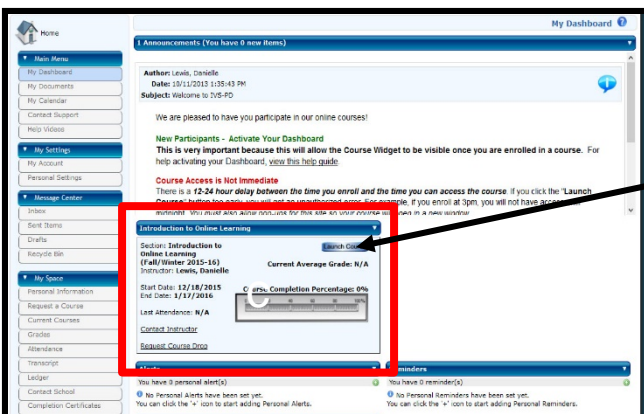 My Dashboard
Home
1 Announcements (You have 0 new items)
Main Menu
My Dashboard
My Documents
My Calendar
Contact Support
Help Videos
My Settings
My Account
Personal Settings
Message Center
Inbox
Sent Items
Drafts
Recycle Bin
My Space
Personal Information
Request a Course
Current Courses
Grades
Attendance
Transcript
Ledger
Contact School
Completion Certificates
Author: Lewis, Danielle
Date: 10/11/2013 1:35:43 PM
Subject: Welcome to IVS-PD
We are pleased to have you participate in our online courses!
New Participants - Activate Your Dashboard
This is very important because this will allow the Course Widget to be visible once you are enrolled in a course. For
help activating your Dashboard, view this help guide.
Course Access is Not Immediate
There is a 12-24 hour delay between the time you enroll and the time you can access the course. If you click the "Launch
Course" button too early, you will get an unauthorized error. For example, if you enroll at 3pm, you will not have access
midnight. You must also allow pop-ups for this site so your course will open in a new window.
Introduction to Online Learning
Section: Introduction to
Online Learning
(Fall/Winter 2015-16)
Instructor: Lewis, Danielle
Launch Course
Current Average Grade: N/A
Start Date: 12/18/2015
End Date: 1/17/2016
Course Completion Percentage: 0%
Last Attendance: N/A
Contact Instructor
Request Course Drop
Alerts
You have 0 personal alert(s)
No Personal Alerts have been set yet.
You can click the '+' icon to start adding Personal Alerts.
Reminders
You have 0 reminder(s)
No Personal Reminders have been set yet.
You can click the '+' icon to start adding Personal Reminders.